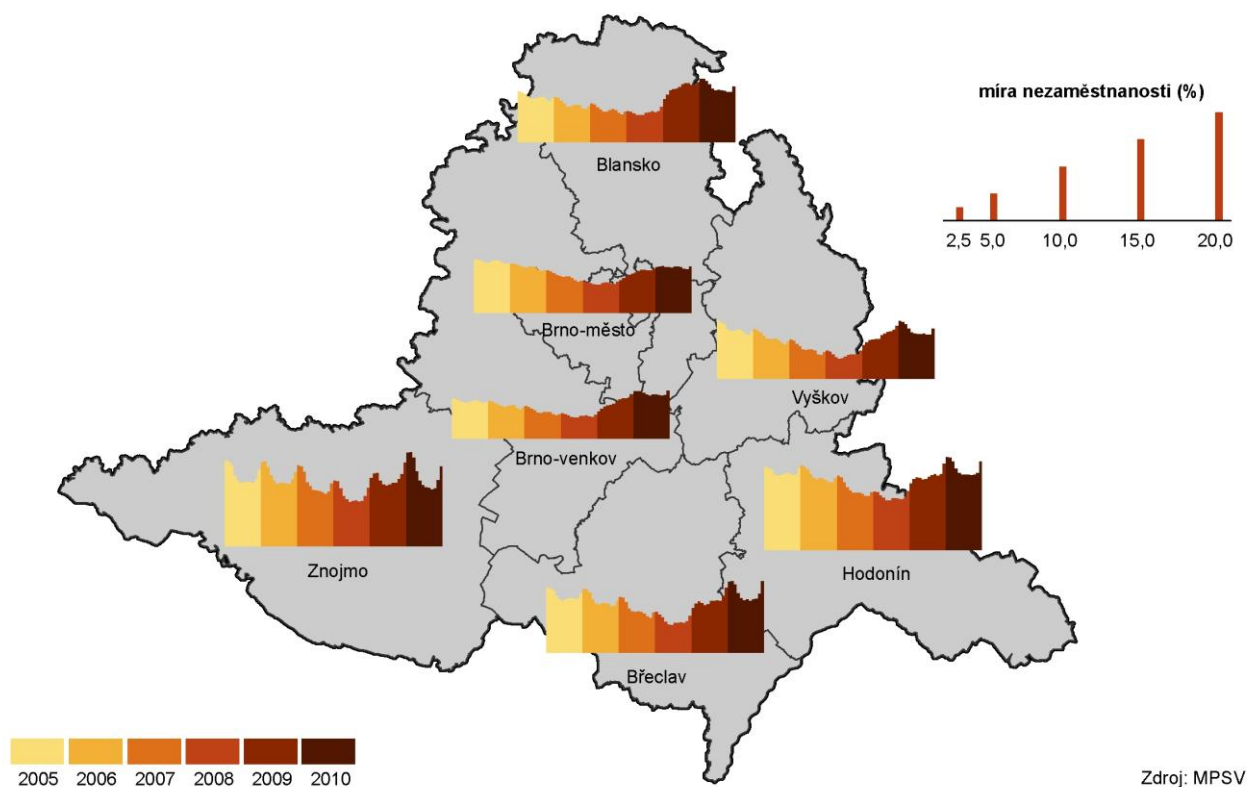 míra nezaměstnanosti (%)
2,5 5,0 10,0 15,0 20,0
Blansko
Brno-město
Vyškov
Brno-venkov
Znojmo
Hodonín
Břeclav
2005 2006 2007 2008 2009 2010
Zdroj: MPSV